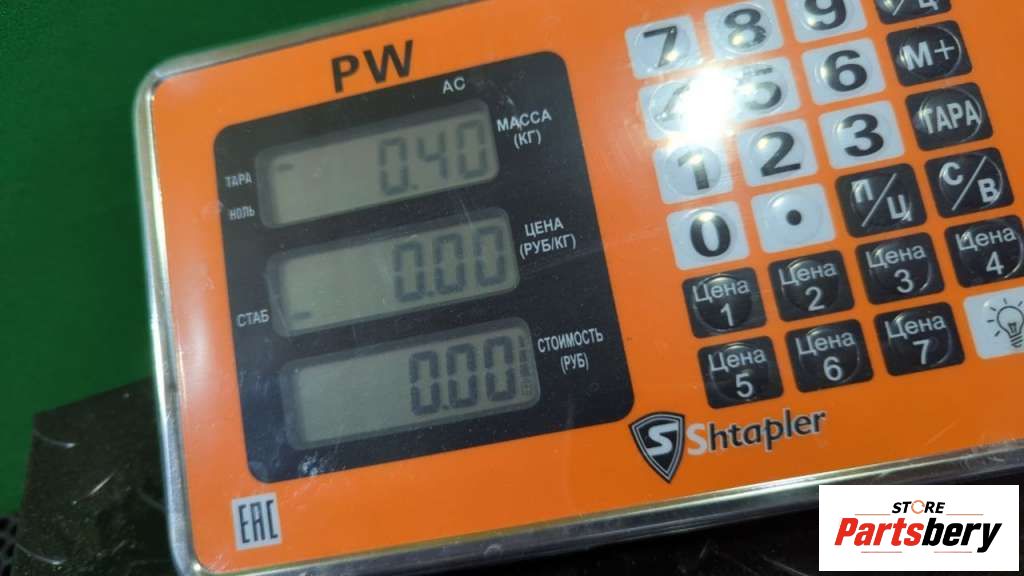 PW
AC
ТАРА
НОЛЬ
0.40
МАССА
(КГ)
0.00
ЦЕНА
(РУБ/КГ)
СТАБ
0.00
СТОИМОСТЬ
(РУБ)
7
8
9
4
5
6
М+
1
2
3
ТАРА
0
•
П/Ц
С/В
Цена
1
Цена
2
Цена
3
Цена
4
Цена
5
Цена
6
Цена
7
S Shtapler
EAC
STORE
Partsbery